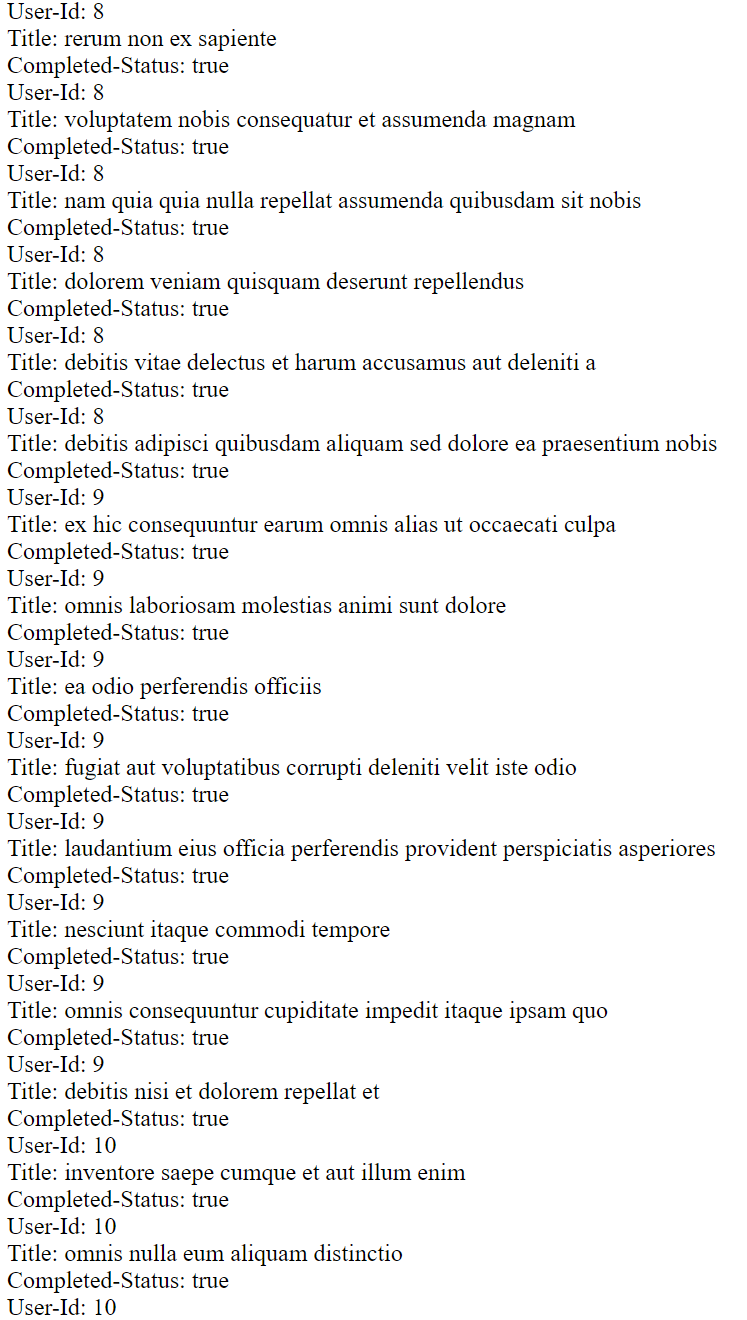 User-Id: 8
Title: rerum non ex sapiente
Completed-Status: true
User-Id: 8
Title: voluptatem nobis consequatur et assumenda magnam
Completed-Status: true
User-Id: 8
Title: nam quia quia nulla repellat assumenda quibusdam sit nobis
Completed-Status: true
User-Id: 8
Title: dolorem veniam quisquam deserunt repellendus
Completed-Status: true
User-Id: 8
Title: debitis vitae delectus et harum accusamus aut deleniti a
Completed-Status: true
User-Id: 8
Title: debitis adipisci quibusdam aliquam sed dolore ea praesentium nobis
Completed-Status: true
User-Id: 9
Title: ex hic consequuntur earum omnis alias ut occaecati culpa
Completed-Status: true
User-Id: 9
Title: omnis laboriosam molestias animi sunt dolore
Completed-Status: true
User-Id: 9
Title: ea odio perferendis officiis
Completed-Status: true
User-Id: 9
Title: fugiat aut voluptatibus corrupti deleniti velit iste odio
Completed-Status: true
User-Id: 9
Title: laudantium eius officia perferendis provident perspiciatis asperiores
Completed-Status: true
User-Id: 9
Title: nesciunt itaque commodi tempore
Completed-Status: true
User-Id: 9
Title: omnis consequuntur cupiditate impedit itaque ipsam quo
Completed-Status: true
User-Id: 9
Title: debitis nisi et dolorem repellat et
Completed-Status: true
User-Id: 10
Title: inventore saepe cumque et aut illum enim
Completed-Status: true
User-Id: 10
Title: omnis nulla eum aliquam distinctio
Completed-Status: true
User-Id: 10